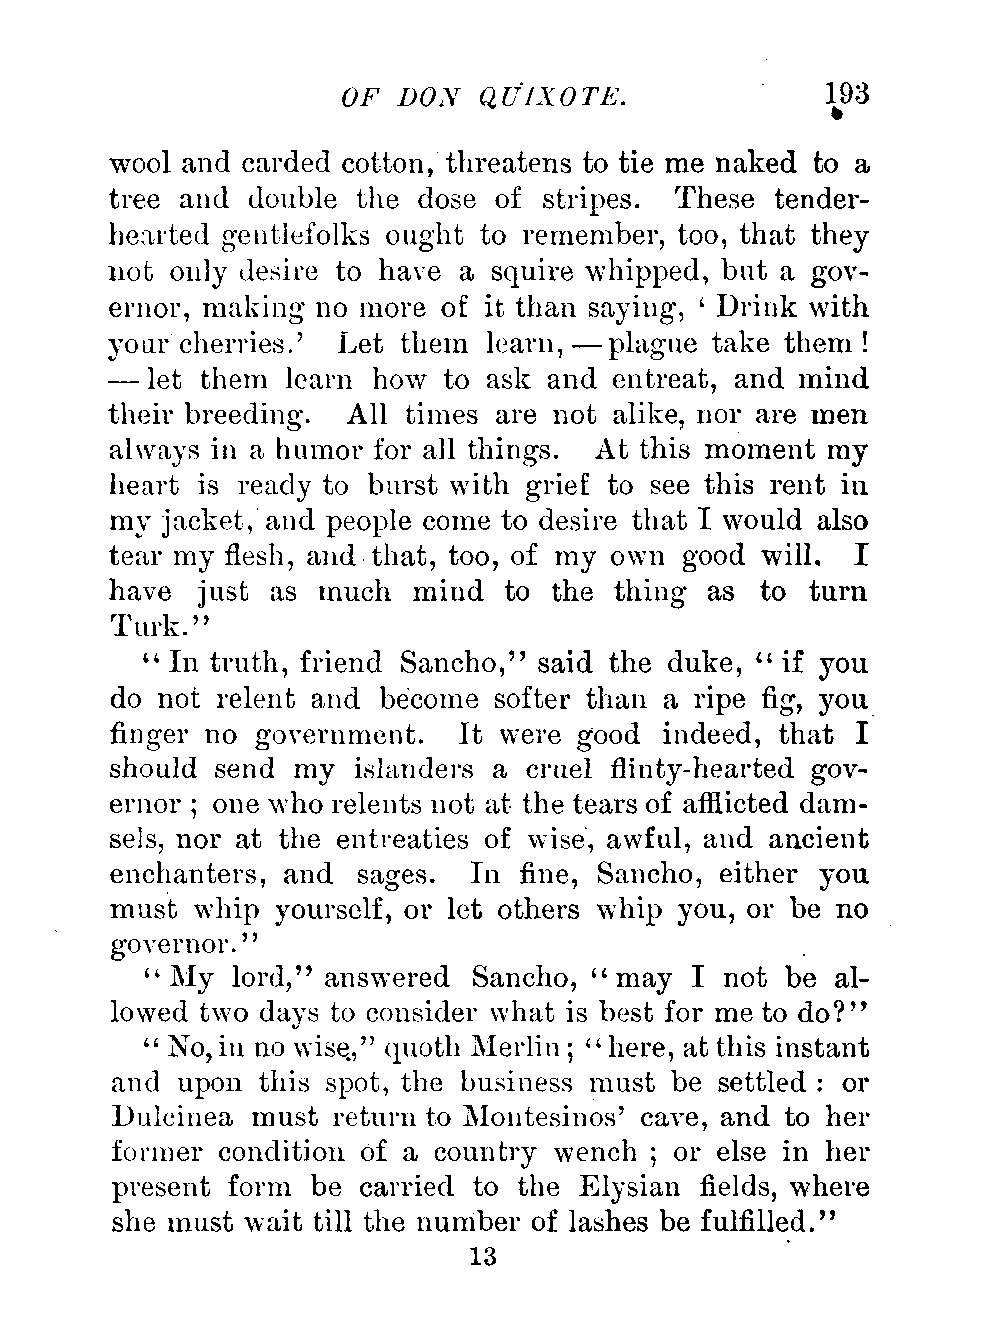 OF DON QUIXOTE. 193
wool and carded cotton, threatens to tie me naked to a
tree and double the dose of stripes. These tender-
hearted gentlefolks ought to remember, too, that they
not only desire to have a squire whipped, but a gov-
ernor, making no more of it than saying, ‘ Drink with
your cherries.’ Let them learn, — plague take them !
— let them learn how to ask and entreat, and mind
their breeding. All times are not alike, nor are men
always in a humor for all things. At this moment my
heart is ready to burst with grief to see this rent in
my jacket, and people come to desire that I would also
tear my flesh, and that, too, of my own good will. I
have just as much mind to the thing as to turn
Turk.”
“ In truth, friend Sancho,” said the duke, “ if you
do not relent and become softer than a ripe fig, you
finger no government. It were good indeed, that I
should send my islanders a cruel flinty-hearted gov-
ernor ; one who relents not at the tears of afflicted dam-
sels, nor at the entreaties of wise, awful, and ancient
enchanters, and sages. In fine, Sancho, either you
must whip yourself, or let others whip you, or be no
governor.”
“ My lord,” answered Sancho, “ may I not be al-
lowed two days to consider what is best for me to do?”
“ No, in no wise,” quoth Merlin ; “ here, at this instant
and upon this spot, the business must be settled : or
Dulcinea must return to Montesinos’ cave, and to her
former condition of a country wench ; or else in her
present form be carried to the Elysian fields, where
she must wait till the number of lashes be fulfilled.”
13